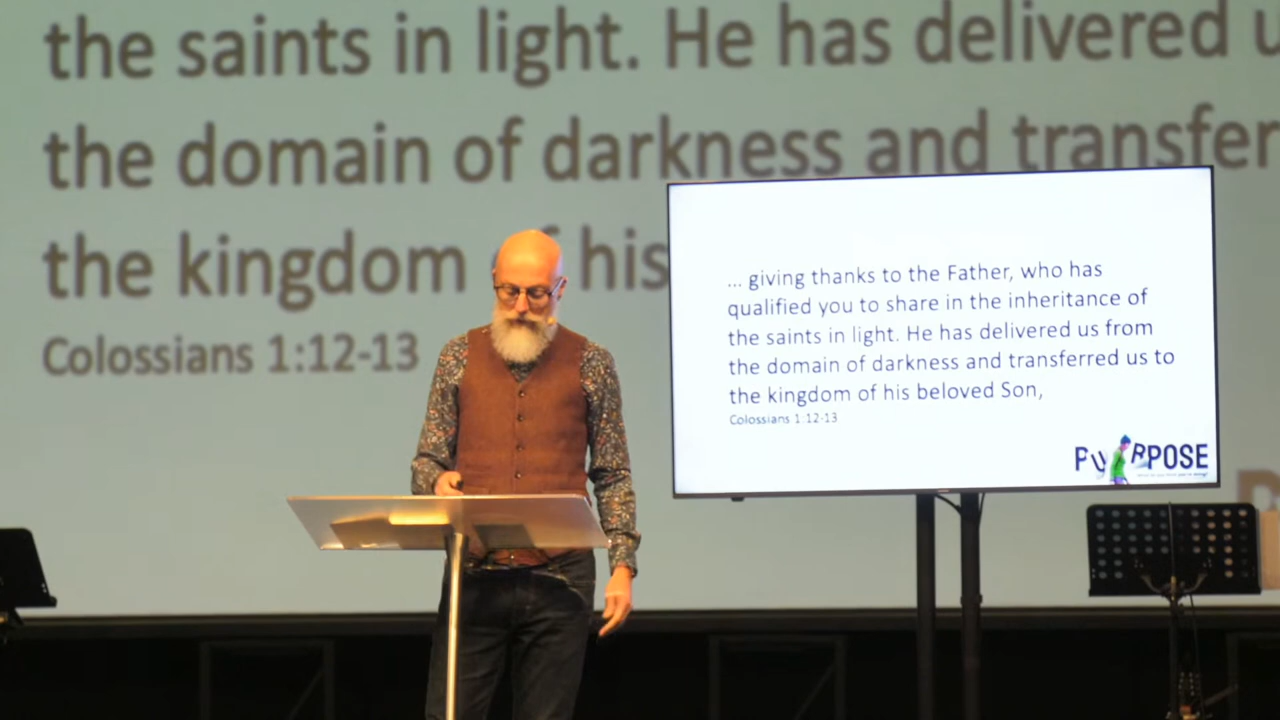 the saints in light. He has delivered u
the domain of darkness and transfer
the kingdom of his
Colossians 1:12-13
... giving thanks to the Father, who has
qualified you to share in the inheritance of
the saints in light. He has delivered us from
the domain of darkness and transferred us to
the kingdom of his beloved Son,
Colossians 1:12-13
PURPOSE